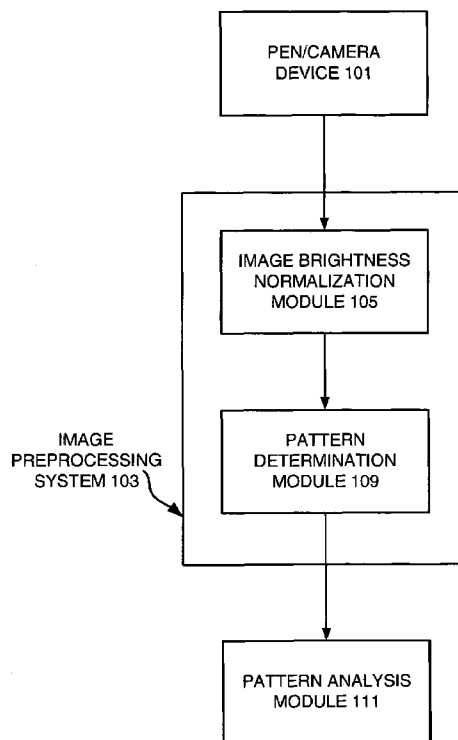 PEN/CAMERA
DEVICE 101
IMAGE BRIGHTNESS
NORMALIZATION
MODULE 105
IMAGE
PREPROCESSING
SYSTEM 103
PATTERN
DETERMINATION
MODULE 109
PATTERN ANALYSIS
MODULE 111